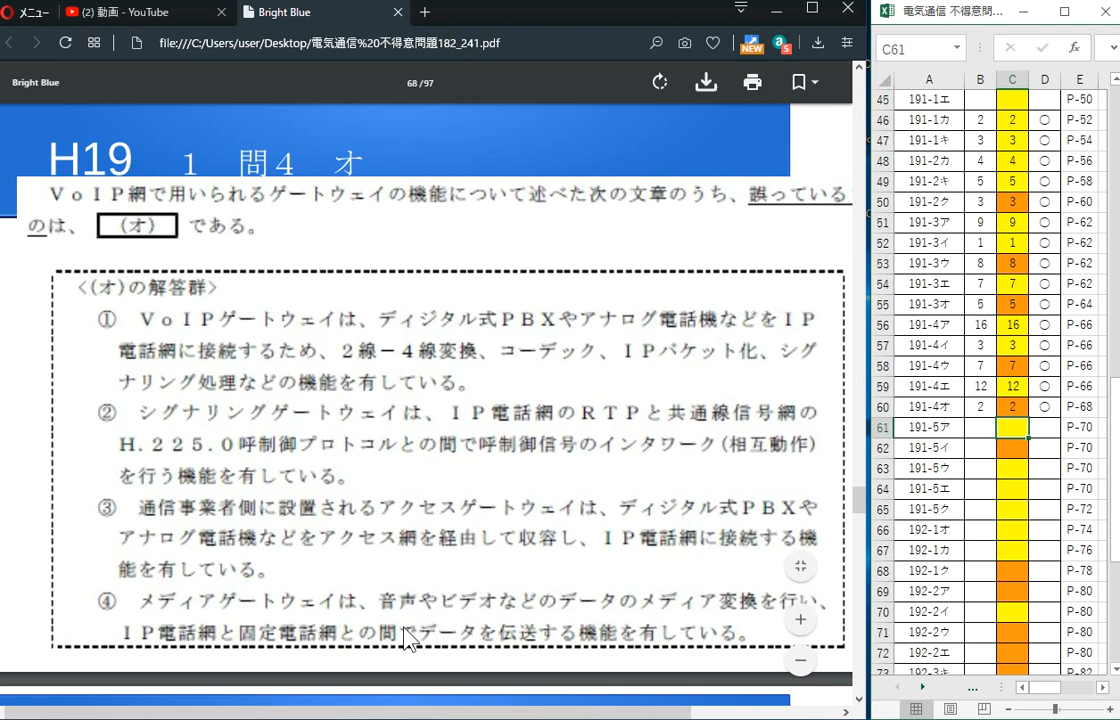 メニュー
(2) 動画 - YouTube
Bright Blue
file:///C:/Users/user/Desktop/電気通信%20不得意問題182_241.pdf
NEW
a
5
Bright Blue
68 /97
H19　1　問４　オ
ＶｏＩＰ網で用いられるゲートウェイの機能について述べた次の文章のうち、誤っている
のは、 (オ) である。
<(オ)の解答群>
① ＶｏＩＰゲートウェイは、ディジタル式ＰＢＸやアナログ電話機などをＩＰ
電話網に接続するため、２線－４線変換、コーデック、ＩＰパケット化、シグ
ナリング処理などの機能を有している。
② シグナリングゲートウェイは、ＩＰ電話網のＲＴＰと共通線信号網の
Ｈ.２２５.０呼制御プロトコルとの間で呼制御信号のインタワーク(相互動作)
を行う機能を有している。
③ 通信事業者側に設置されるアクセスゲートウェイは、ディジタル式ＰＢＸや
アナログ電話機などをアクセス網を経由して収容し、ＩＰ電話網に接続する機
能を有している。
④ メディアゲートウェイは、音声やビデオなどのデータのメディア変換を行い、
ＩＰ電話網と固定電話網との間でデータを伝送する機能を有している。
電気通信 不得意問...
C61
fx
A B C D E
45 191-1エ P-50
46 191-1カ 2 2 ○ P-52
47 191-1キ 3 3 ○ P-54
48 191-2カ 4 4 ○ P-56
49 191-2キ 5 5 ○ P-58
50 191-2ク 3 3 ○ P-60
51 191-3ア 9 9 ○ P-62
52 191-3イ 1 1 ○ P-62
53 191-3ウ 8 8 ○ P-62
54 191-3エ 7 7 ○ P-62
55 191-3オ 5 5 ○ P-64
56 191-4ア 16 16 ○ P-66
57 191-4イ 3 3 ○ P-66
58 191-4ウ 7 7 ○ P-66
59 191-4エ 12 12 ○ P-66
60 191-4オ 2 2 ○ P-68
61 191-5ア P-70
62 191-5イ P-70
63 191-5ウ P-70
64 191-5エ P-70
65 191-5ク P-72
66 192-1オ P-74
67 192-1カ P-76
68 192-1ク P-78
69 192-2ア P-80
70 192-2イ P-80
71 192-2ウ P-80
72 192-2エ P-80
73 192-3キ P-82
...